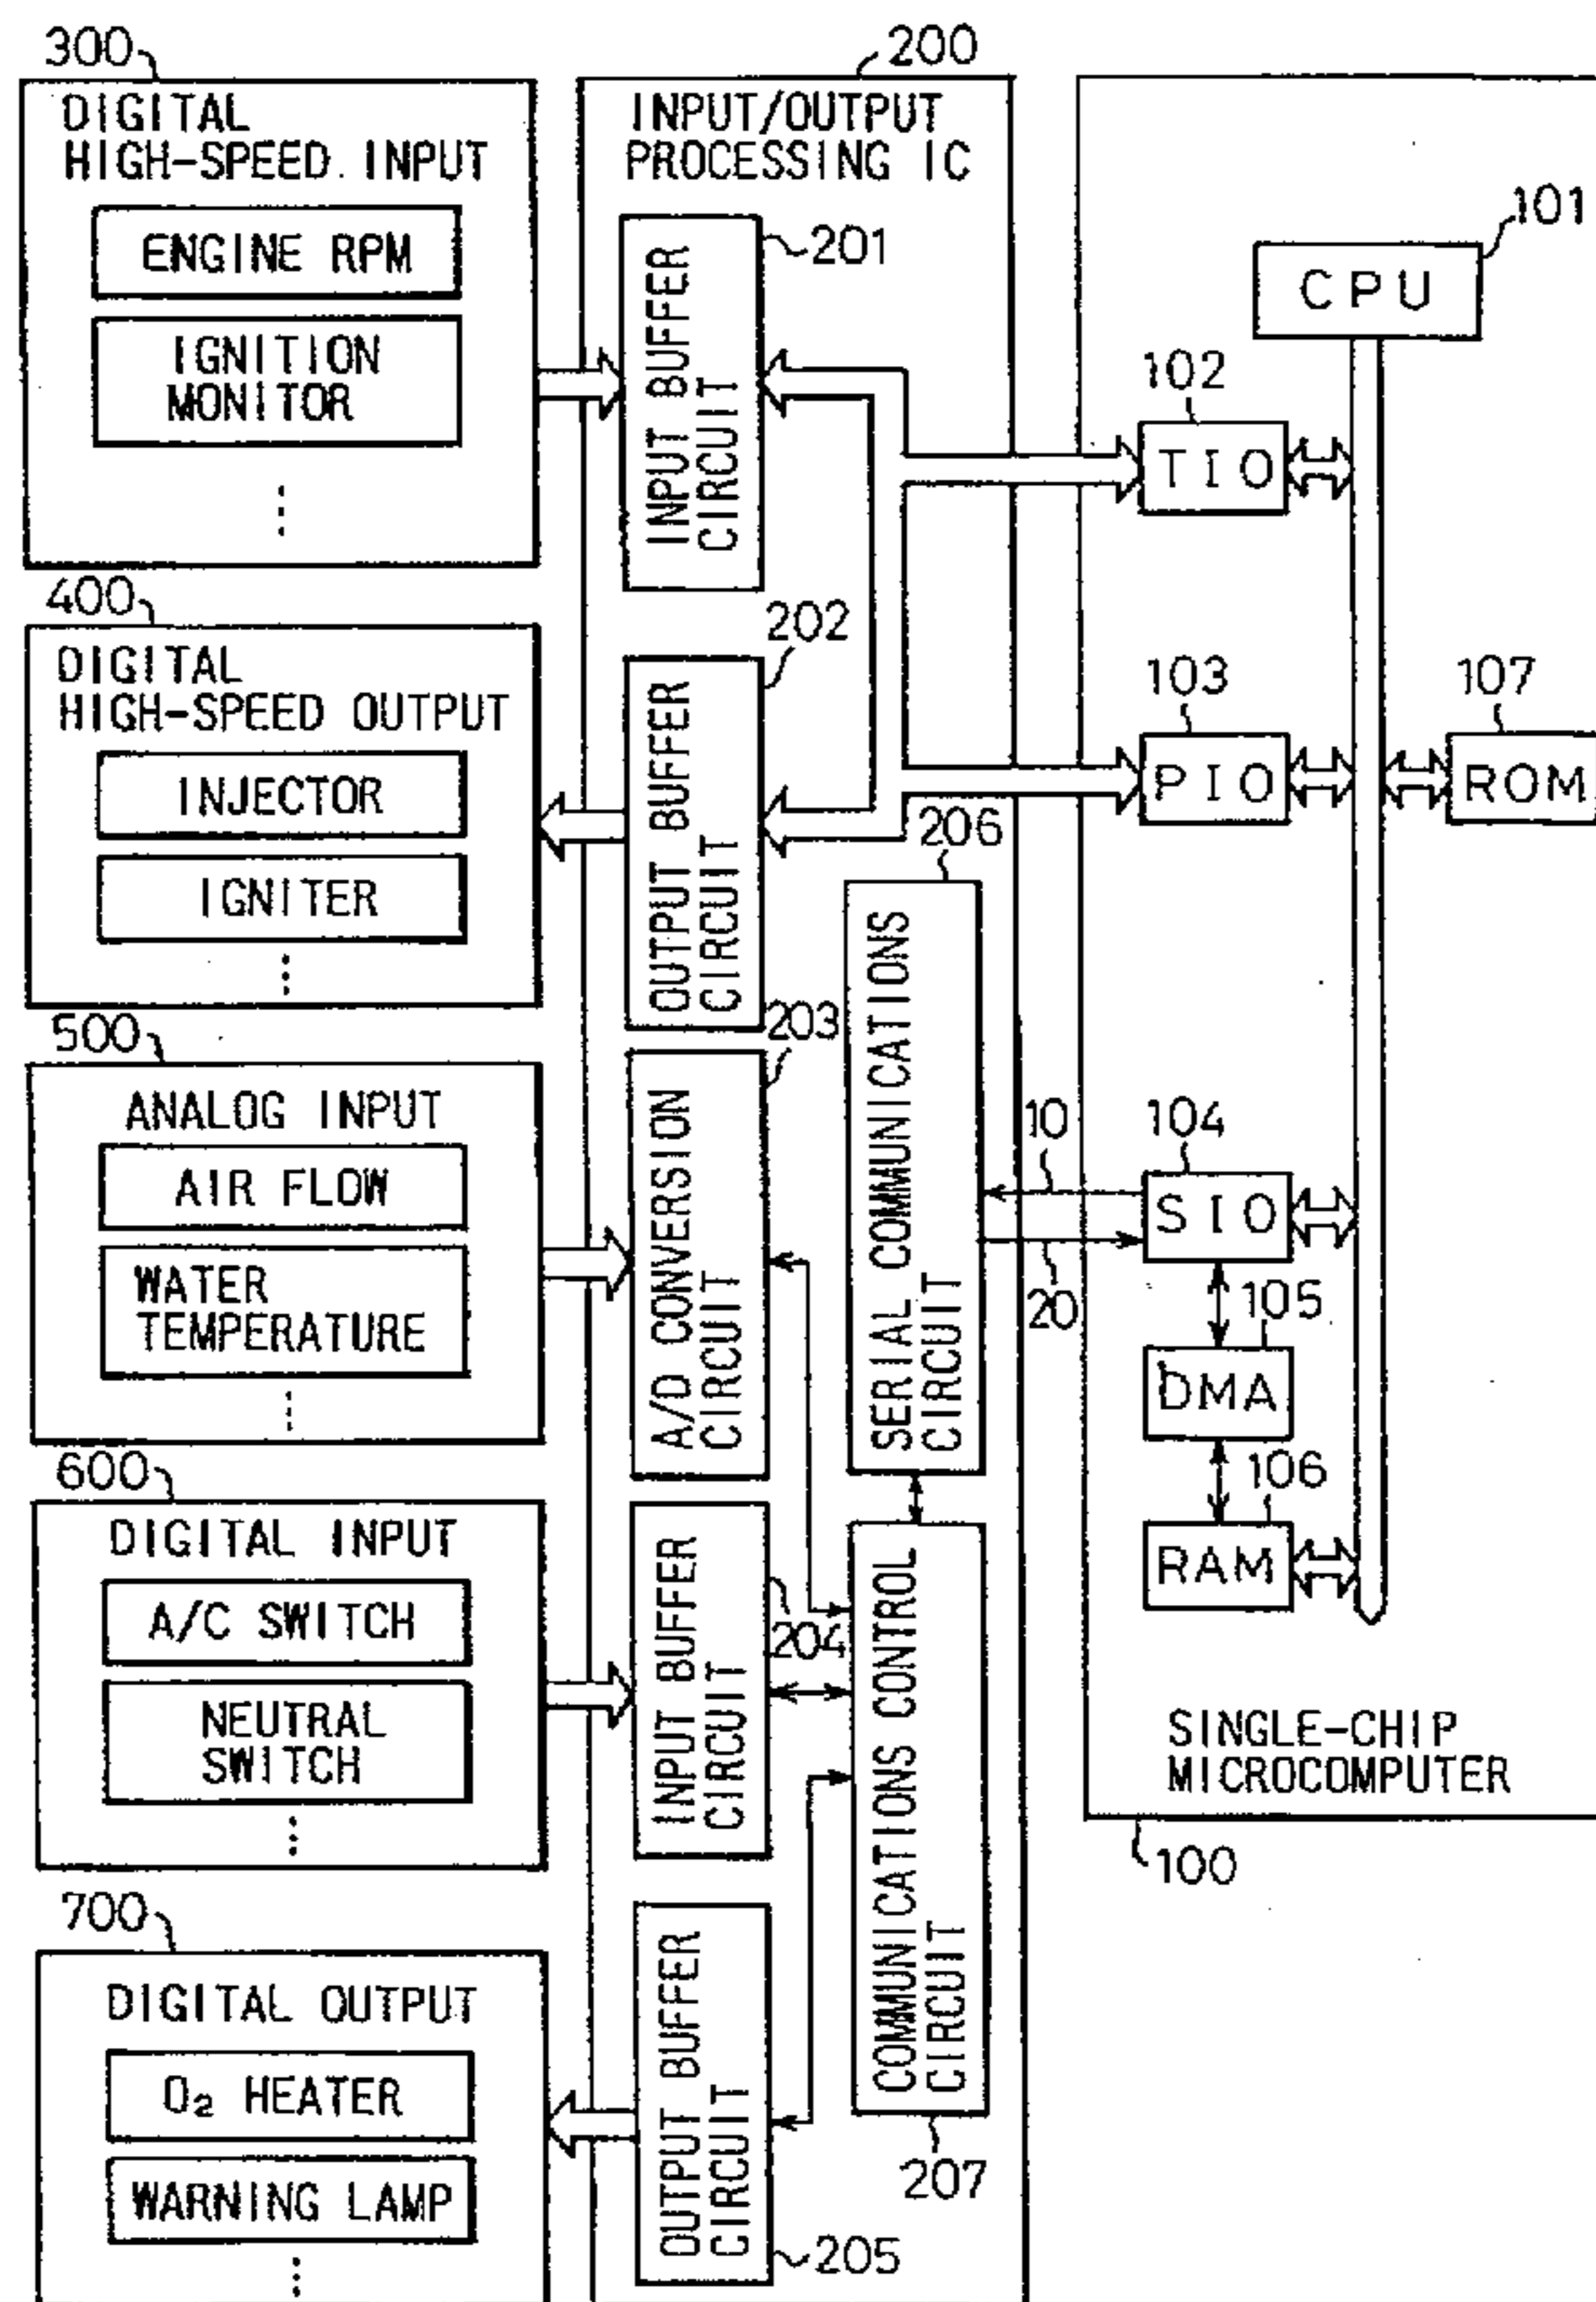 300
DIGITAL
HIGH-SPEED INPUT
ENGINE RPM
IGNITION
MONITOR
400
DIGITAL
HIGH-SPEED OUTPUT
INJECTOR
IGNITER
500
ANALOG INPUT
AIR FLOW
WATER
TEMPERATURE
600
DIGITAL INPUT
A/C SWITCH
NEUTRAL
SWITCH
700
DIGITAL OUTPUT
O₂ HEATER
WARNING LAMP
200
INPUT/OUTPUT
PROCESSING IC
INPUT BUFFER
CIRCUIT
201
OUTPUT BUFFER
CIRCUIT
202
A/D CONVERSION
CIRCUIT
203
INPUT BUFFER
CIRCUIT
204
OUTPUT BUFFER
CIRCUIT
205
206
SERIAL COMMUNICATIONS
CIRCUIT
COMMUNICATIONS CONTROL
CIRCUIT
207
10
20
101
CPU
102
TIO
103
PIO
107
ROM
104
SIO
105
DMA
106
RAM
SINGLE-CHIP
MICROCOMPUTER
100